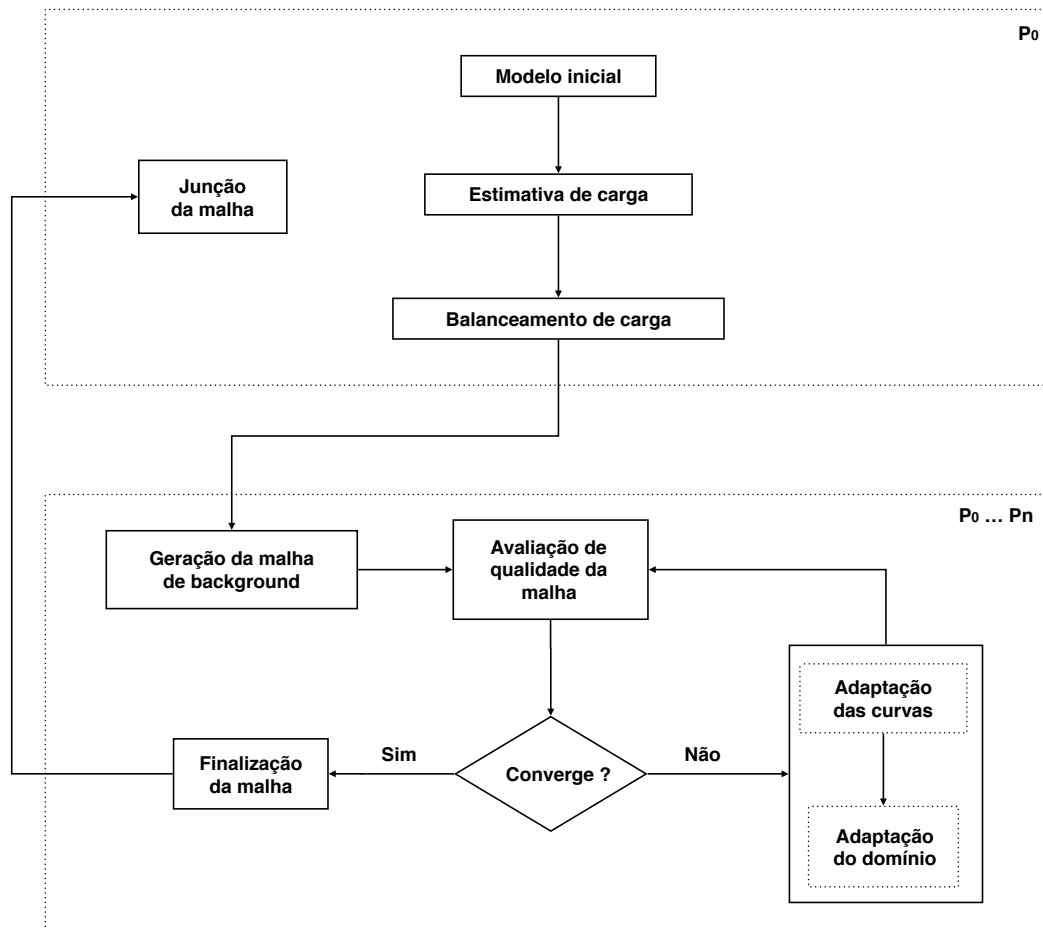 P0
Modelo inicial
Junção
da malha
Estimativa de carga
Balanceamento de carga
P0 ... Pn
Geração da malha
de background
Avaliação de
qualidade da
malha
Adaptação
das curvas
Finalização
da malha
Sim
Converge ?
Não
Adaptação
do domínio